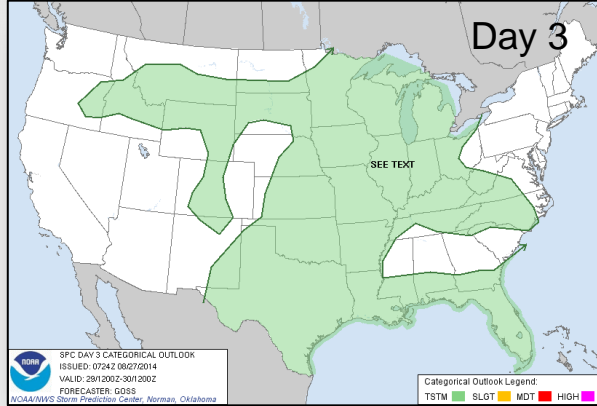 Day 3
SEE TEXT
NOAA
SPC DAY 3 CATEGORICAL OUTLOOK
ISSUED: 0724Z 08/27/2014
VALID: 29/1200Z-30/1200Z
FORECASTER: GOSS
NOAA/NWS Storm Prediction Center, Norman, Oklahoma
Categorical Outlook Legend:
TSTM SLGT MDT HIGH